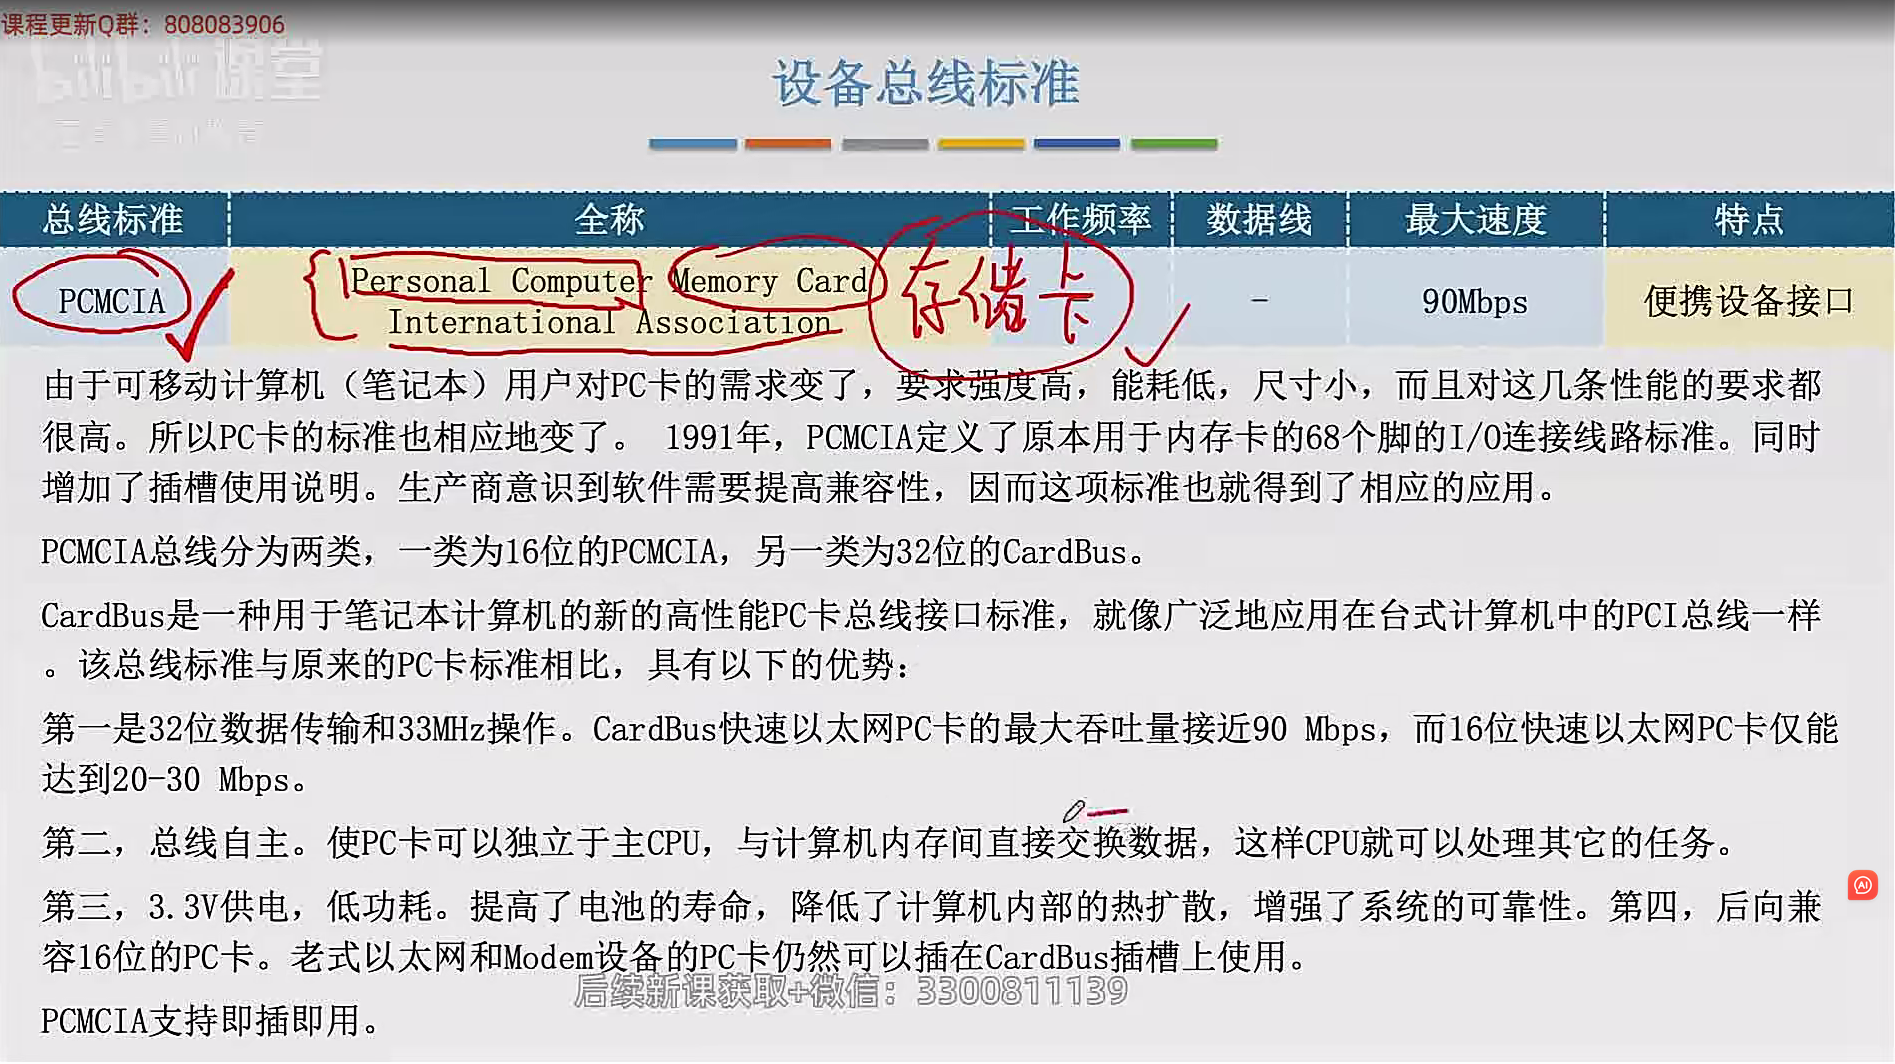 课程更新Q群：808083906
bilibili课堂
设备总线标准
总线标准 全称 工作频率 数据线 最大速度 特点
PCMCIA Personal Computer Memory Card International Association 存储卡 - 90Mbps 便携设备接口
由于可移动计算机（笔记本）用户对PC卡的需求变了，要求强度高，能耗低，尺寸小，而且对这几条性能的要求都
很高。所以PC卡的标准也相应地变了。 1991年，PCMCIA定义了原本用于内存卡的68个脚的I/O连接线路标准。同时
增加了插槽使用说明。生产商意识到软件需要提高兼容性，因而这项标准也就得到了相应的应用。
PCMCIA总线分为两类，一类为16位的PCMCIA，另一类为32位的CardBus。
CardBus是一种用于笔记本计算机的新的高性能PC卡总线接口标准，就像广泛地应用在台式计算机中的PCI总线一样
。该总线标准与原来的PC卡标准相比，具有以下的优势：
第一是32位数据传输和33MHz操作。CardBus快速以太网PC卡的最大吞吐量接近90 Mbps，而16位快速以太网PC卡仅能
达到20-30 Mbps。
第二，总线自主。使PC卡可以独立于主CPU，与计算机内存间直接交换数据，这样CPU就可以处理其它的任务。
第三，3.3V供电，低功耗。提高了电池的寿命，降低了计算机内部的热扩散，增强了系统的可靠性。第四，后向兼
容16位的PC卡。老式以太网和Modem设备的PC卡仍然可以插在CardBus插槽上使用。
后续新课获取+微信：3300811139
PCMCIA支持即插即用。
AI